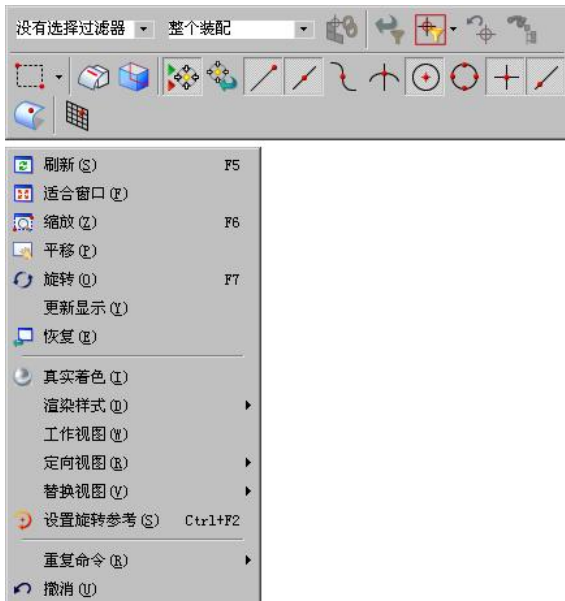 没有选择过滤器 整个装配
刷新(S) F5
适合窗口(F)
缩放(Z) F6
平移(P)
旋转(O) F7
更新显示(Y)
恢复(E)
真实着色(I)
渲染样式(D)
工作视图(W)
定向视图(R)
替换视图(V)
设置旋转参考(S) Ctrl+F2
重复命令(R)
撤消(U)